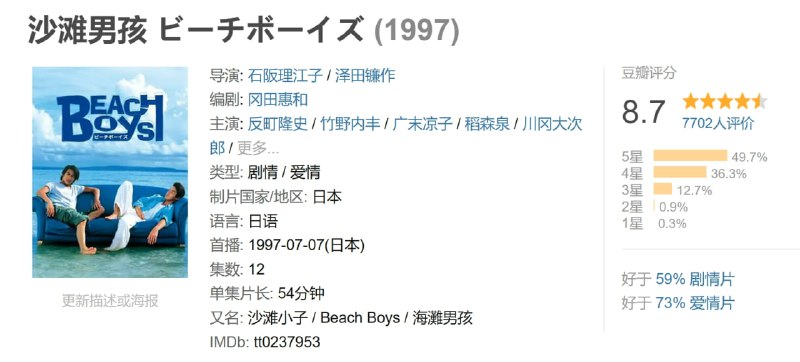 沙滩男孩 ビーチボーイズ (1997)
BEACH
BOYS
ビーチボーイズ
更新描述或海报
导演: 石阪理江子 / 泽田镰作
编剧: 冈田惠和
主演: 反町隆史 / 竹野内丰 / 广末凉子 / 稻森泉 / 川冈大次
郎 / 更多...
类型: 剧情 / 爱情
制片国家/地区: 日本
语言: 日语
首播: 1997-07-07(日本)
集数: 12
单集片长: 54分钟
又名: 沙滩小子 / Beach Boys / 海灘男孩
IMDb: tt0237953
豆瓣评分
8.7
7702人评价
5星 49.7%
4星 36.3%
3星 12.7%
2星 0.9%
1星 0.3%
好于 59% 剧情片
好于 73% 爱情片